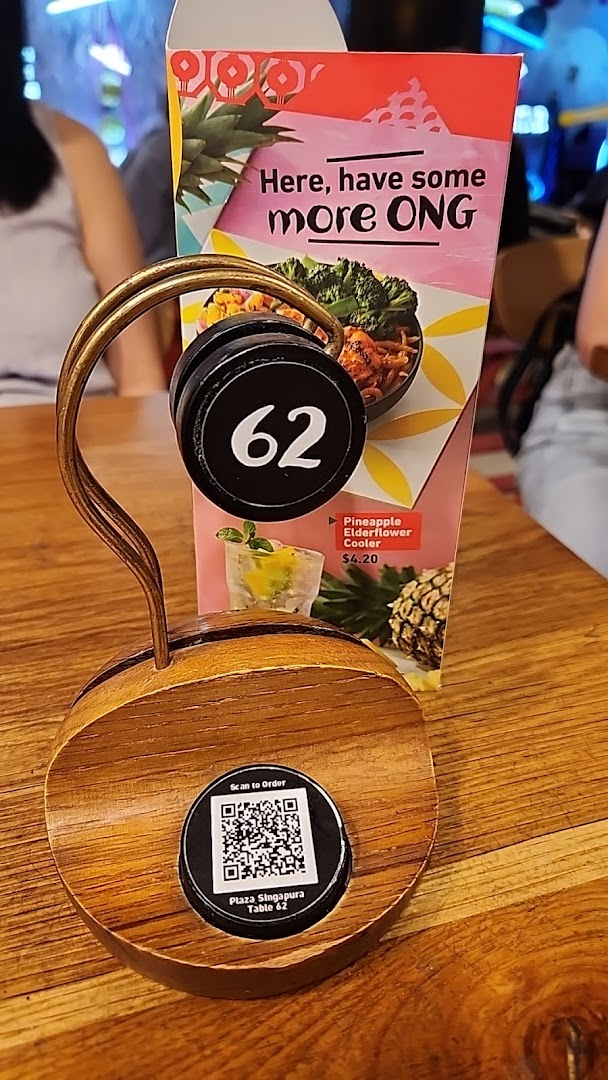 Here, have some
more ONG
62
Pineapple
Elderflower
Cooler
$4.20
Scan to Order
Plaza Singapura
Table 62